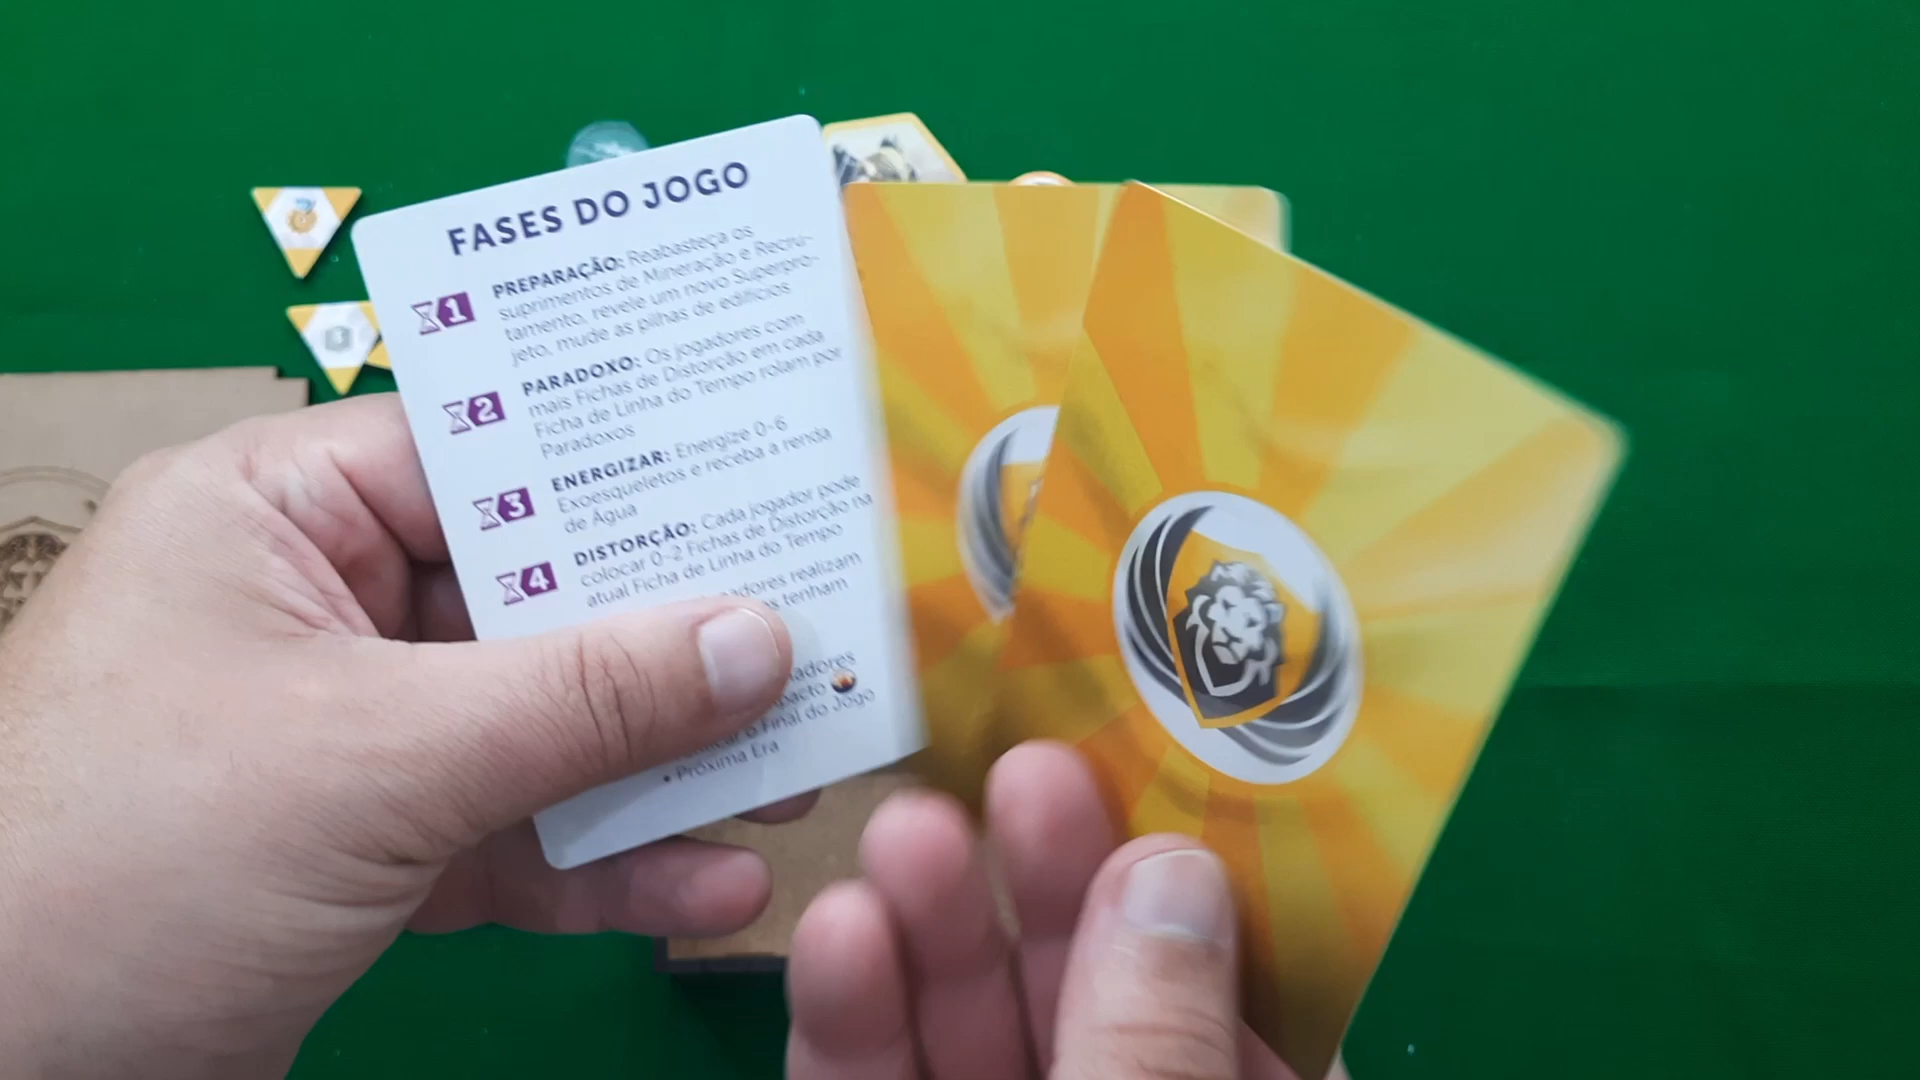 FASES DO JOGO
1
PREPARAÇÃO: Reabasteça os
suprimentos de Mineração e Recru-
tamento, revele um novo Superpro-
jeto, mude as pilhas de edifícios
2
PARADOXO: Os jogadores com
mais Fichas de Distorção em cada
Ficha de Linha do Tempo rolam por
Paradoxos
3
ENERGIZAR: Energize 0-6
Exoesqueletos e receba a renda
de Água
4
DISTORÇÃO: Cada jogador pode
colocar 0-2 Fichas de Distorção na
atual Ficha de Linha do Tempo
realizam
tenham
o Final do Jogo
• Próxima Era